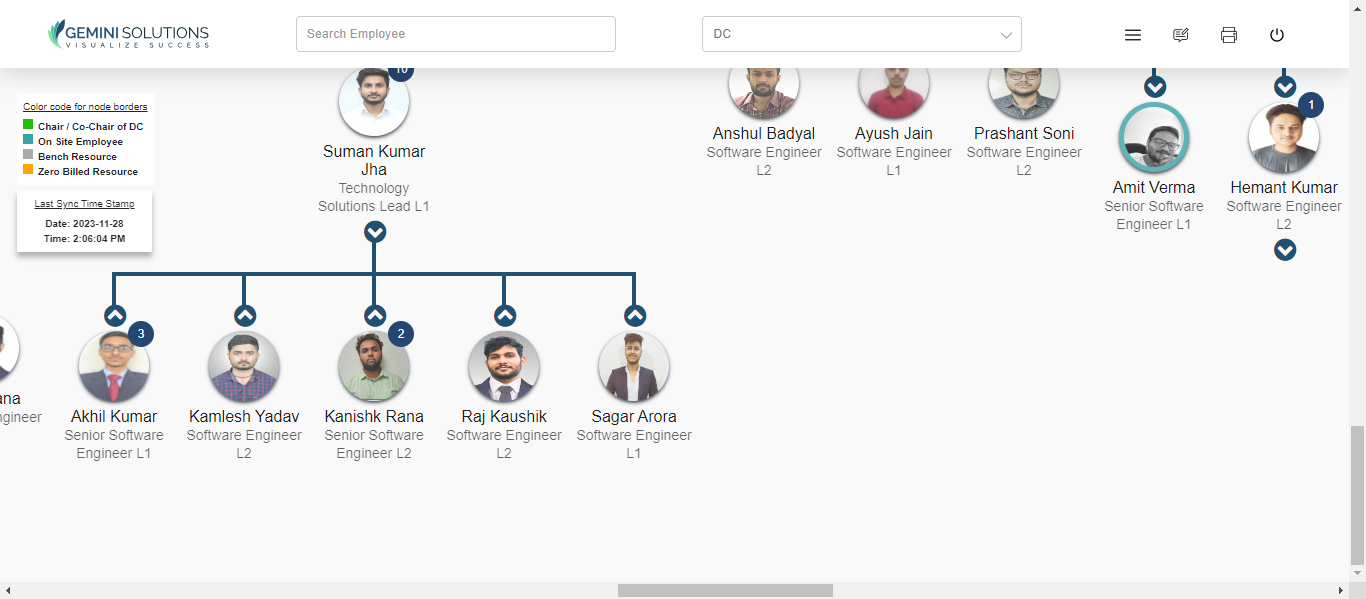 GEMINI SOLUTIONS
VISUALIZE SUCCESS
Search Employee
DC
Color code for node borders
Chair / Co-Chair of DC
On Site Employee
Bench Resource
Zero Billed Resource
Last Sync Time Stamp
Date: 2023-11-28
Time: 2:06:04 PM
10
Suman Kumar
Jha
Technology
Solutions Lead L1
Anshul Badyal
Software Engineer
L2
Ayush Jain
Software Engineer
L1
Prashant Soni
Software Engineer
L2
Amit Verma
Senior Software
Engineer L1
1
Hemant Kumar
Software Engineer
L2
ana
ngineer
3
Akhil Kumar
Senior Software
Engineer L1
Kamlesh Yadav
Software Engineer
L2
2
Kanishk Rana
Senior Software
Engineer L2
Raj Kaushik
Software Engineer
L2
Sagar Arora
Software Engineer
L1